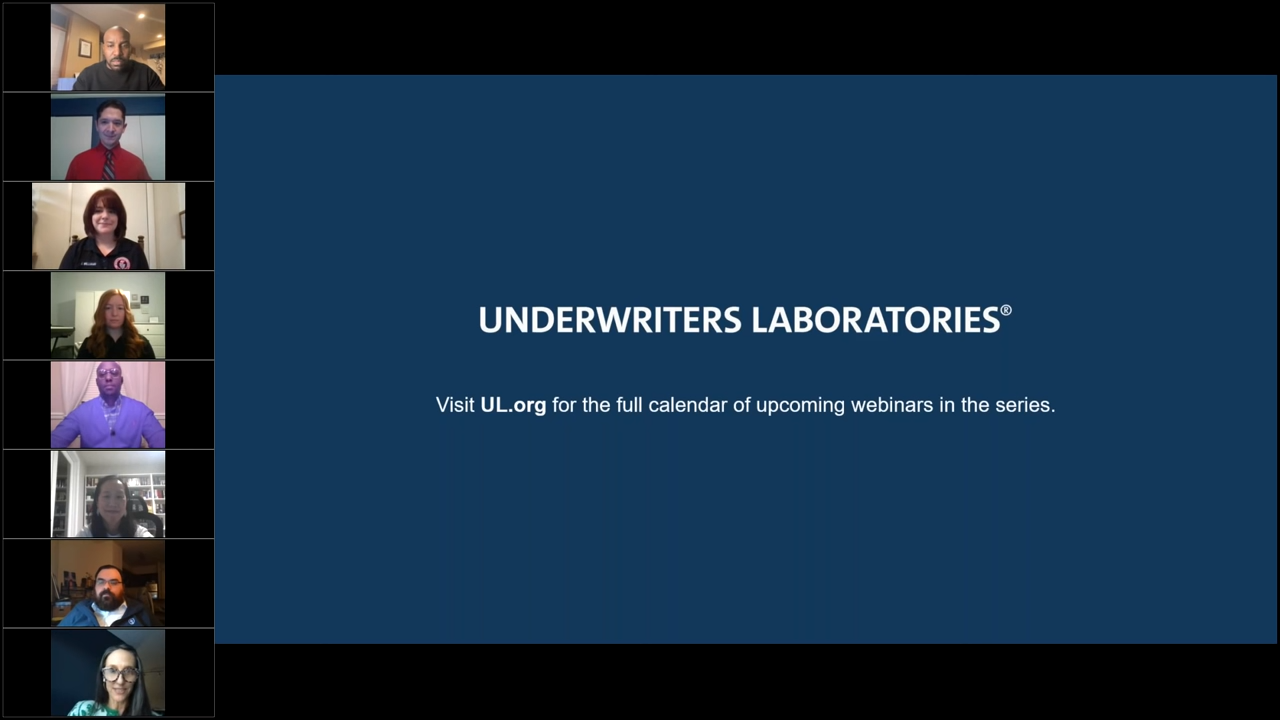 UNDERWRITERS LABORATORIES®
Visit UL.org for the full calendar of upcoming webinars in the series.